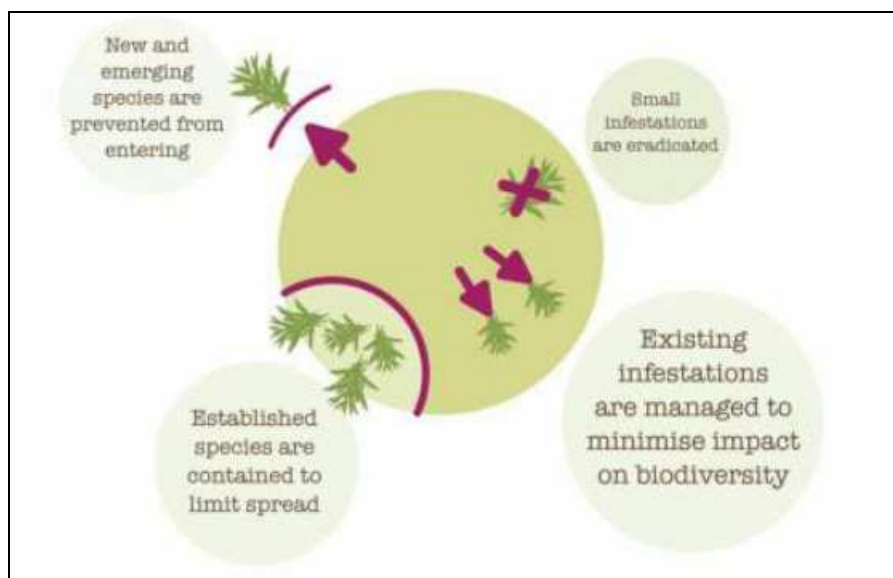 New and
emerging
species are
prevented from
entering
Small
infestations
are eradicated
Existing
infestations
are managed to
minimise impact
on biodiversity
Established
species are
contained to
limit spread